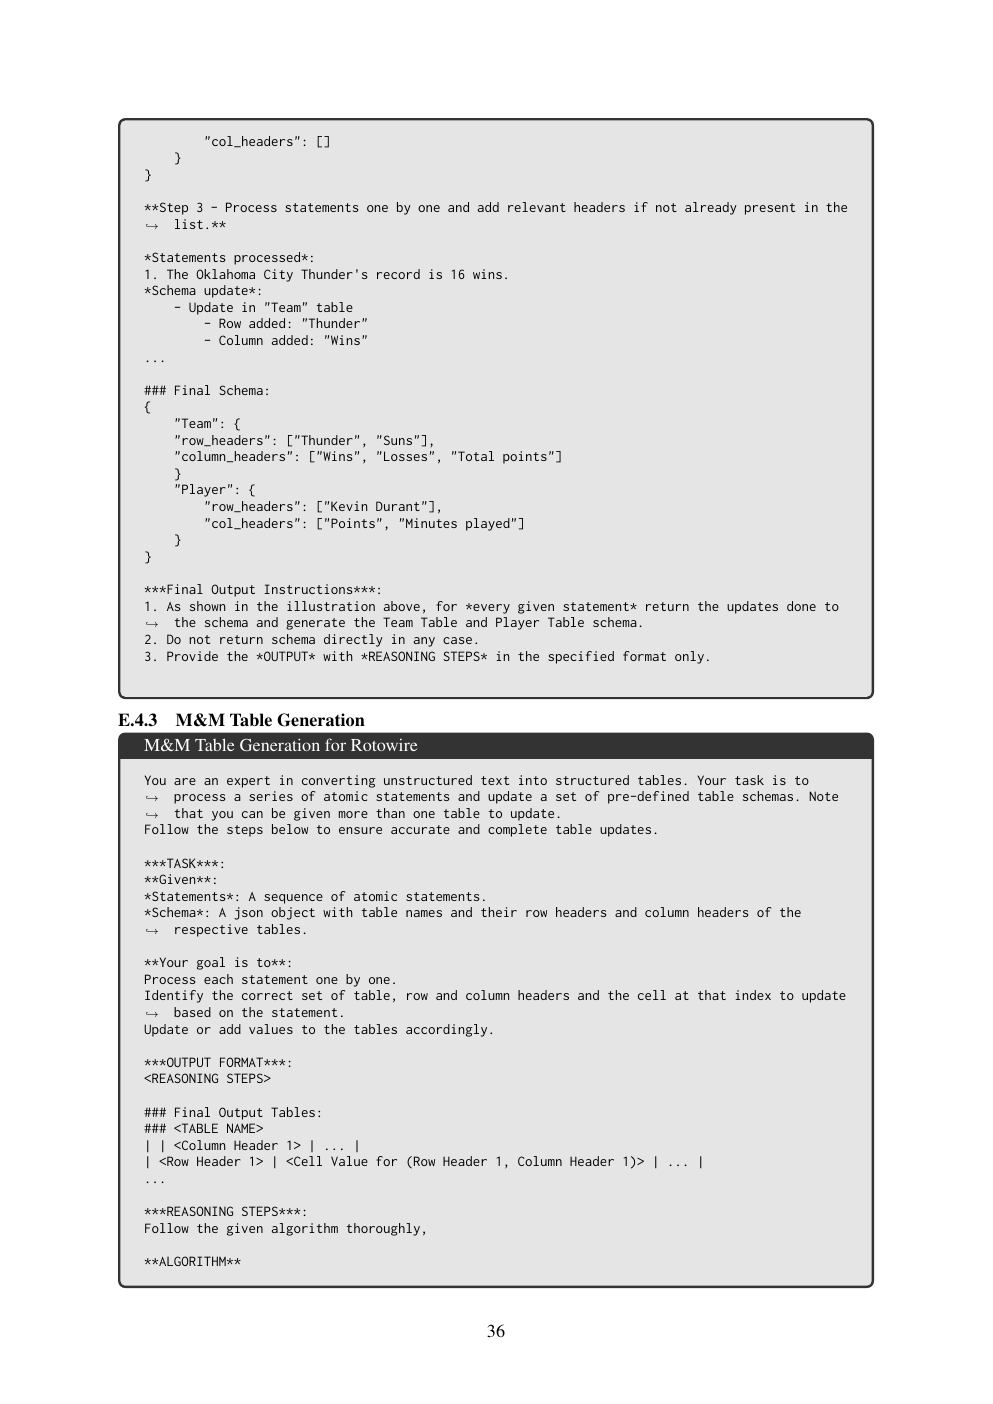 "col_headers": []
    }
}
**Step 3 - Process statements one by one and add relevant headers if not already present in the
↪  list.**
*Statements processed*:
1. The Oklahoma City Thunder's record is 16 wins.
*Schema update*:
    - Update in "Team" table
        - Row added: "Thunder"
        - Column added: "Wins"
...
### Final Schema:
{
    "Team": {
    "row_headers": ["Thunder", "Suns"],
    "column_headers": ["Wins", "Losses", "Total points"]
    }
    "Player": {
        "row_headers": ["Kevin Durant"],
        "col_headers": ["Points", "Minutes played"]
    }
}
***Final Output Instructions***:
1. As shown in the illustration above, for *every given statement* return the updates done to
↪  the schema and generate the Team Table and Player Table schema.
2. Do not return schema directly in any case.
3. Provide the *OUTPUT* with *REASONING STEPS* in the specified format only.
E.4.3 M&M Table Generation
M&M Table Generation for Rotowire
You are an expert in converting unstructured text into structured tables. Your task is to
↪  process a series of atomic statements and update a set of pre-defined table schemas. Note
↪  that you can be given more than one table to update.
Follow the steps below to ensure accurate and complete table updates.
***TASK***:
**Given**:
*Statements*: A sequence of atomic statements.
*Schema*: A json object with table names and their row headers and column headers of the
↪  respective tables.
**Your goal is to**:
Process each statement one by one.
Identify the correct set of table, row and column headers and the cell at that index to update
↪  based on the statement.
Update or add values to the tables accordingly.
***OUTPUT FORMAT***:
<REASONING STEPS>
### Final Output Tables:
### <TABLE NAME>
| | <Column Header 1> | ... |
| <Row Header 1> | <Cell Value for (Row Header 1, Column Header 1)> | ... |
...
***REASONING STEPS***:
Follow the given algorithm thoroughly,
**ALGORITHM**
36